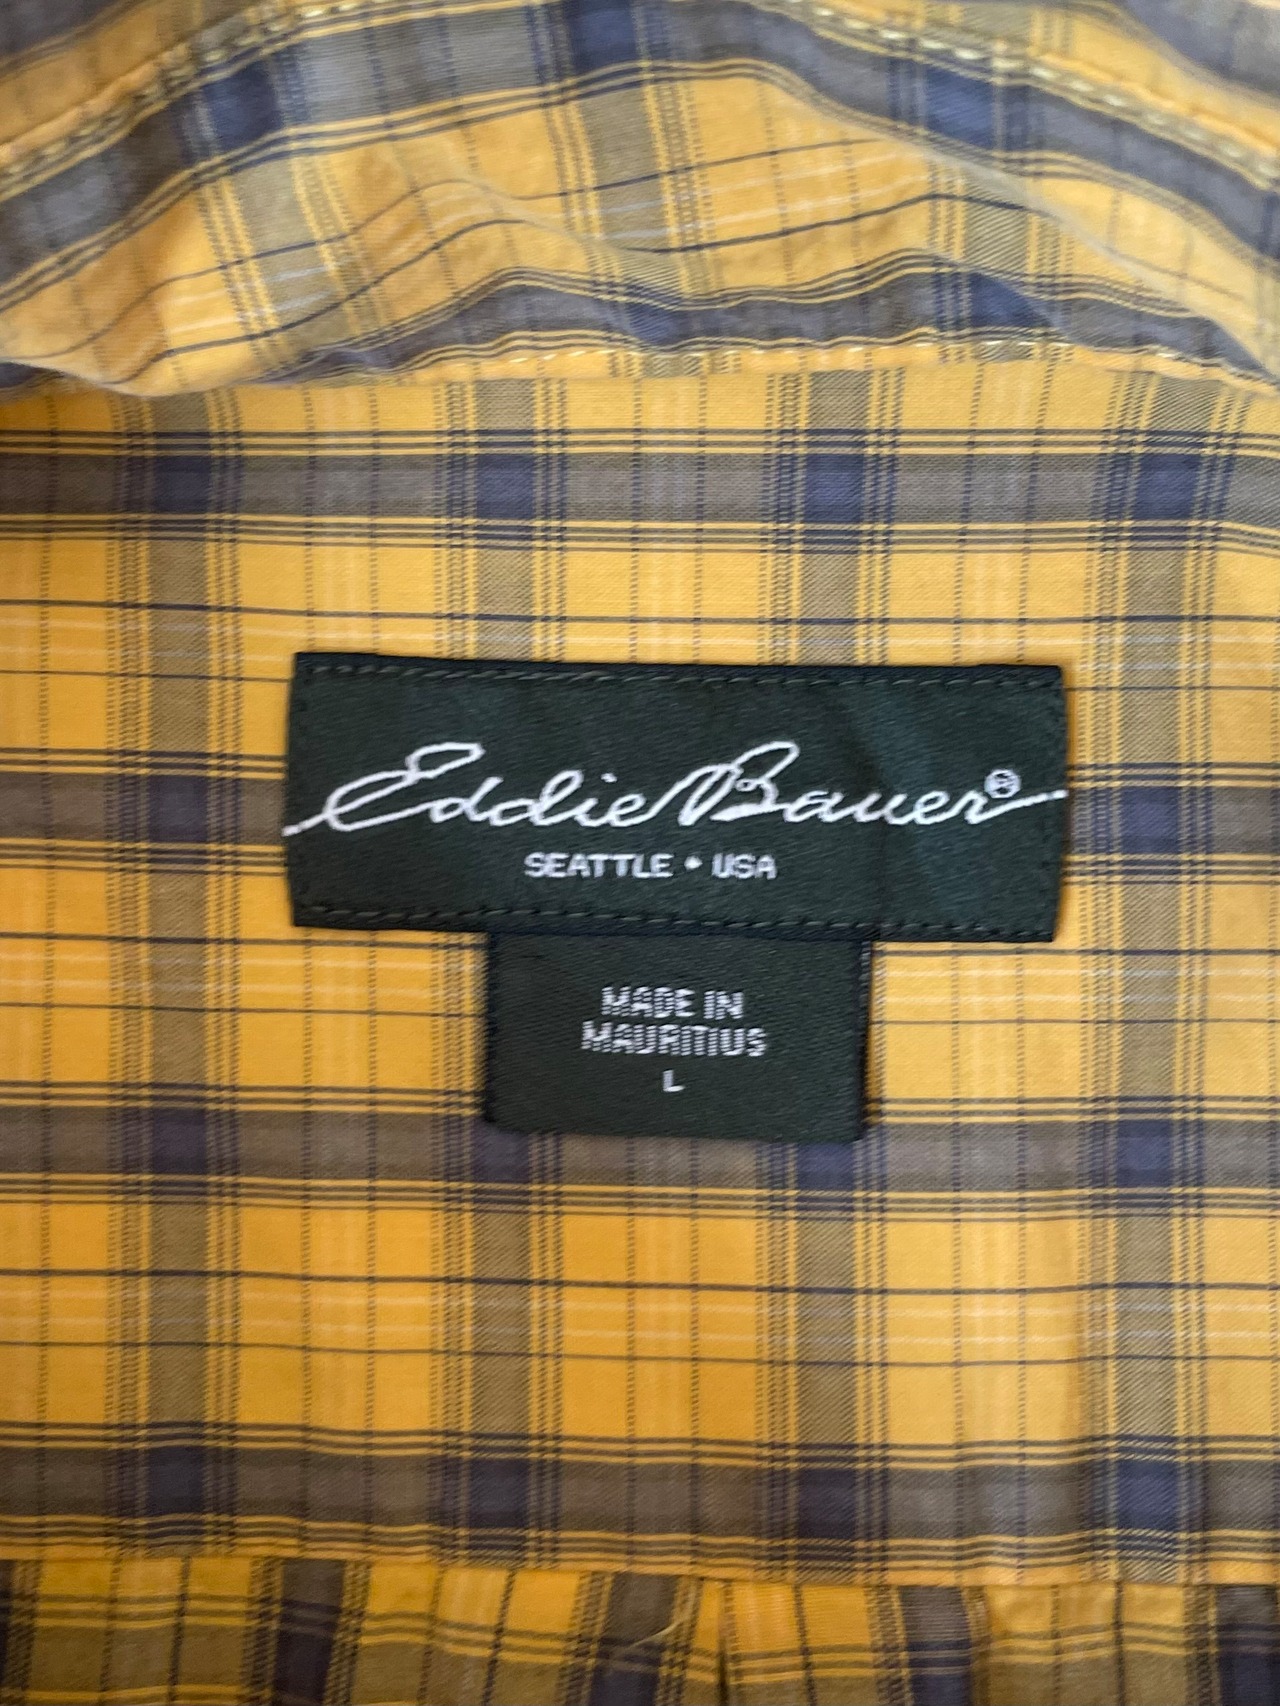 Eddie Bauer®
SEATTLE • USA
MADE IN
MAURITIUS
L